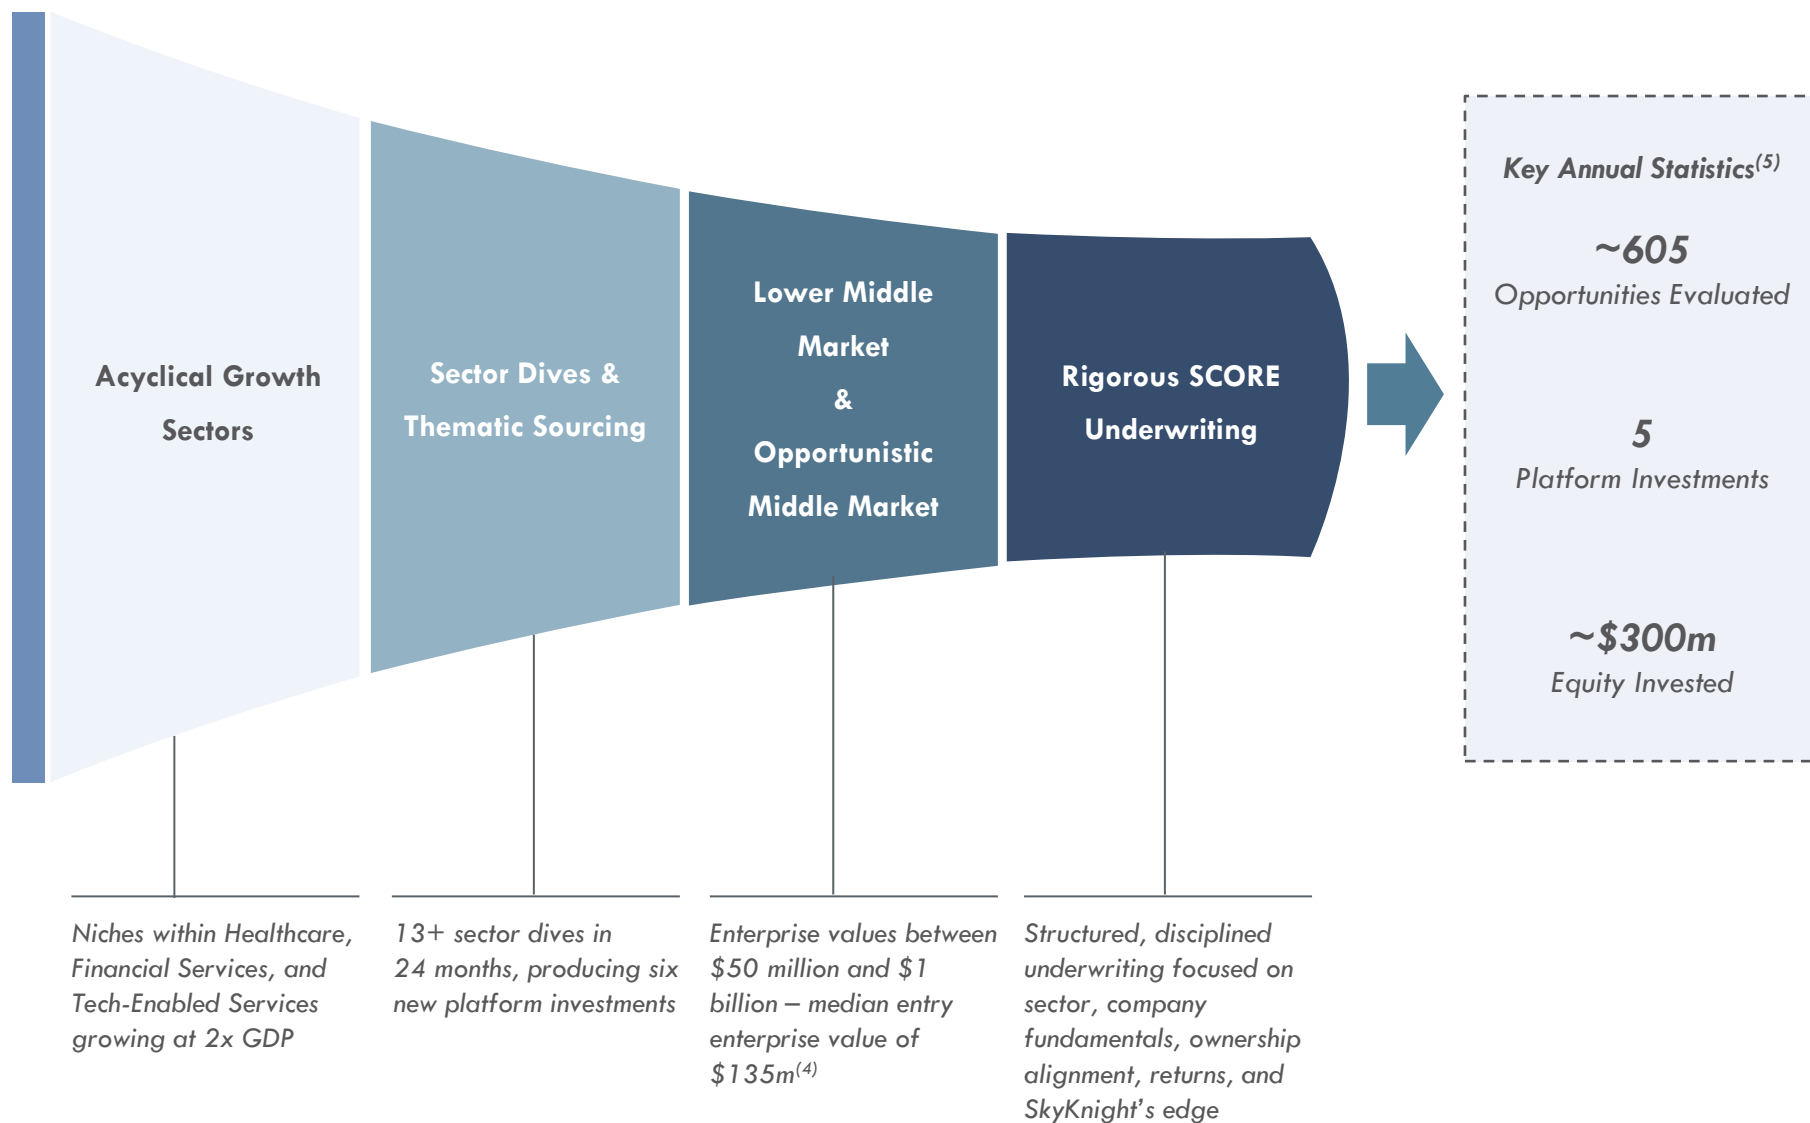 Acyclical Growth
Sectors
Sector Dives &
Thematic Sourcing
Lower Middle
Market
&
Opportunistic
Middle Market
Rigorous SCORE
Underwriting
Key Annual Statistics(5)
~605
Opportunities Evaluated
5
Platform Investments
~$300m
Equity Invested
Niches within Healthcare,
Financial Services, and
Tech-Enabled Services
growing at 2x GDP
13+ sector dives in
24 months, producing six
new platform investments
Enterprise values between
$50 million and $1
billion – median entry
enterprise value of
$135m(4)
Structured, disciplined
underwriting focused on
sector, company
fundamentals, ownership
alignment, returns, and
SkyKnight’s edge